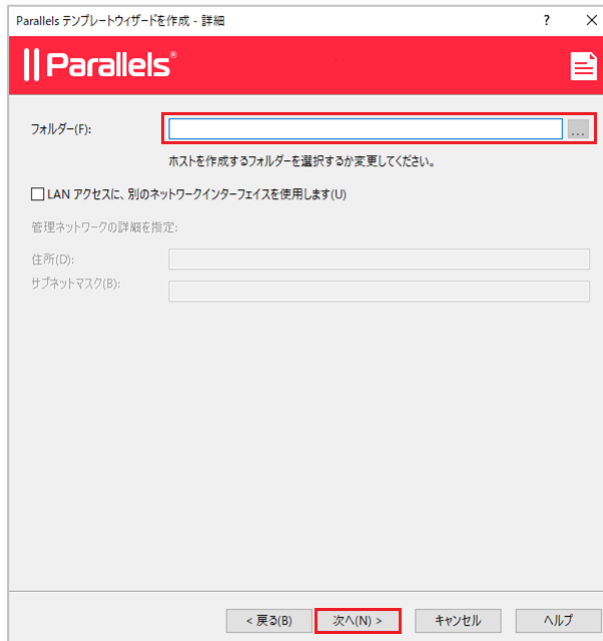 Parallels テンプレートウィザードを作成 - 詳細
? ×
Parallels®
フォルダー(F):
...
ホストを作成するフォルダーを選択するか変更してください。
LAN アクセスに、別のネットワークインターフェイスを使用します(U)
管理ネットワークの詳細を指定:
住所(D):
サブネットマスク(B):
< 戻る(B) 次へ(N) > キャンセル ヘルプ